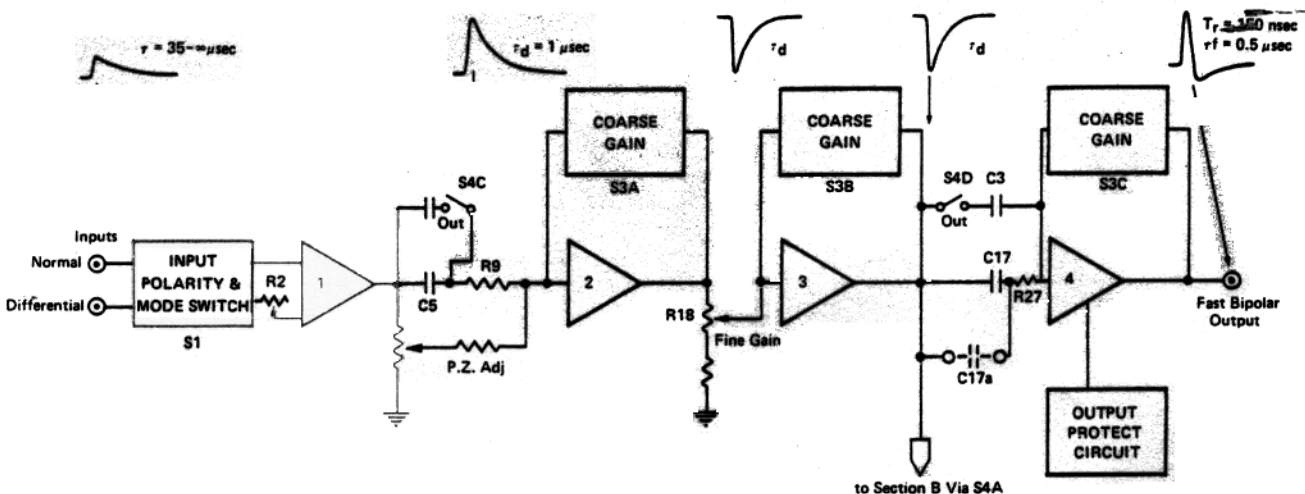 τ = 35-∞ μsec
τd = 1 μsec
τd
τd
Tr = 350 nsec
τf = 0.5 μsec
COARSE
GAIN
S3A
COARSE
GAIN
S3B
COARSE
GAIN
S3C
S4C
Out
S4D
Out
C3
Inputs
Normal
Differential
INPUT
POLARITY &
MODE SWITCH
S1
R2
1
C5
R9
2
P.Z. Adj
R18
Fine Gain
3
C17
R27
C17a
4
Fast Bipolar
Output
OUTPUT
PROTECT
CIRCUIT
to Section B Via S4A